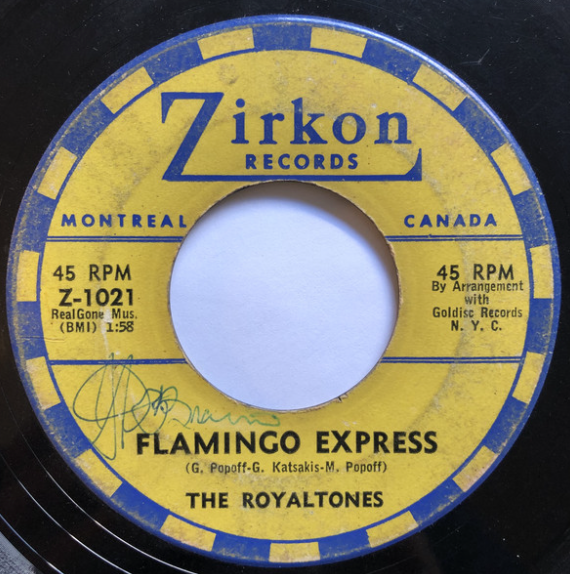 Zirkon
RECORDS
MONTREAL CANADA
45 RPM
Z-1021
RealGone Mus.
(BMI) 1:58
45 RPM
By Arrangement
with
Goldisc Records
N. Y. C.
FLAMINGO EXPRESS
(G. Popoff-G. Katsakis-M. Popoff)
THE ROYALTONES